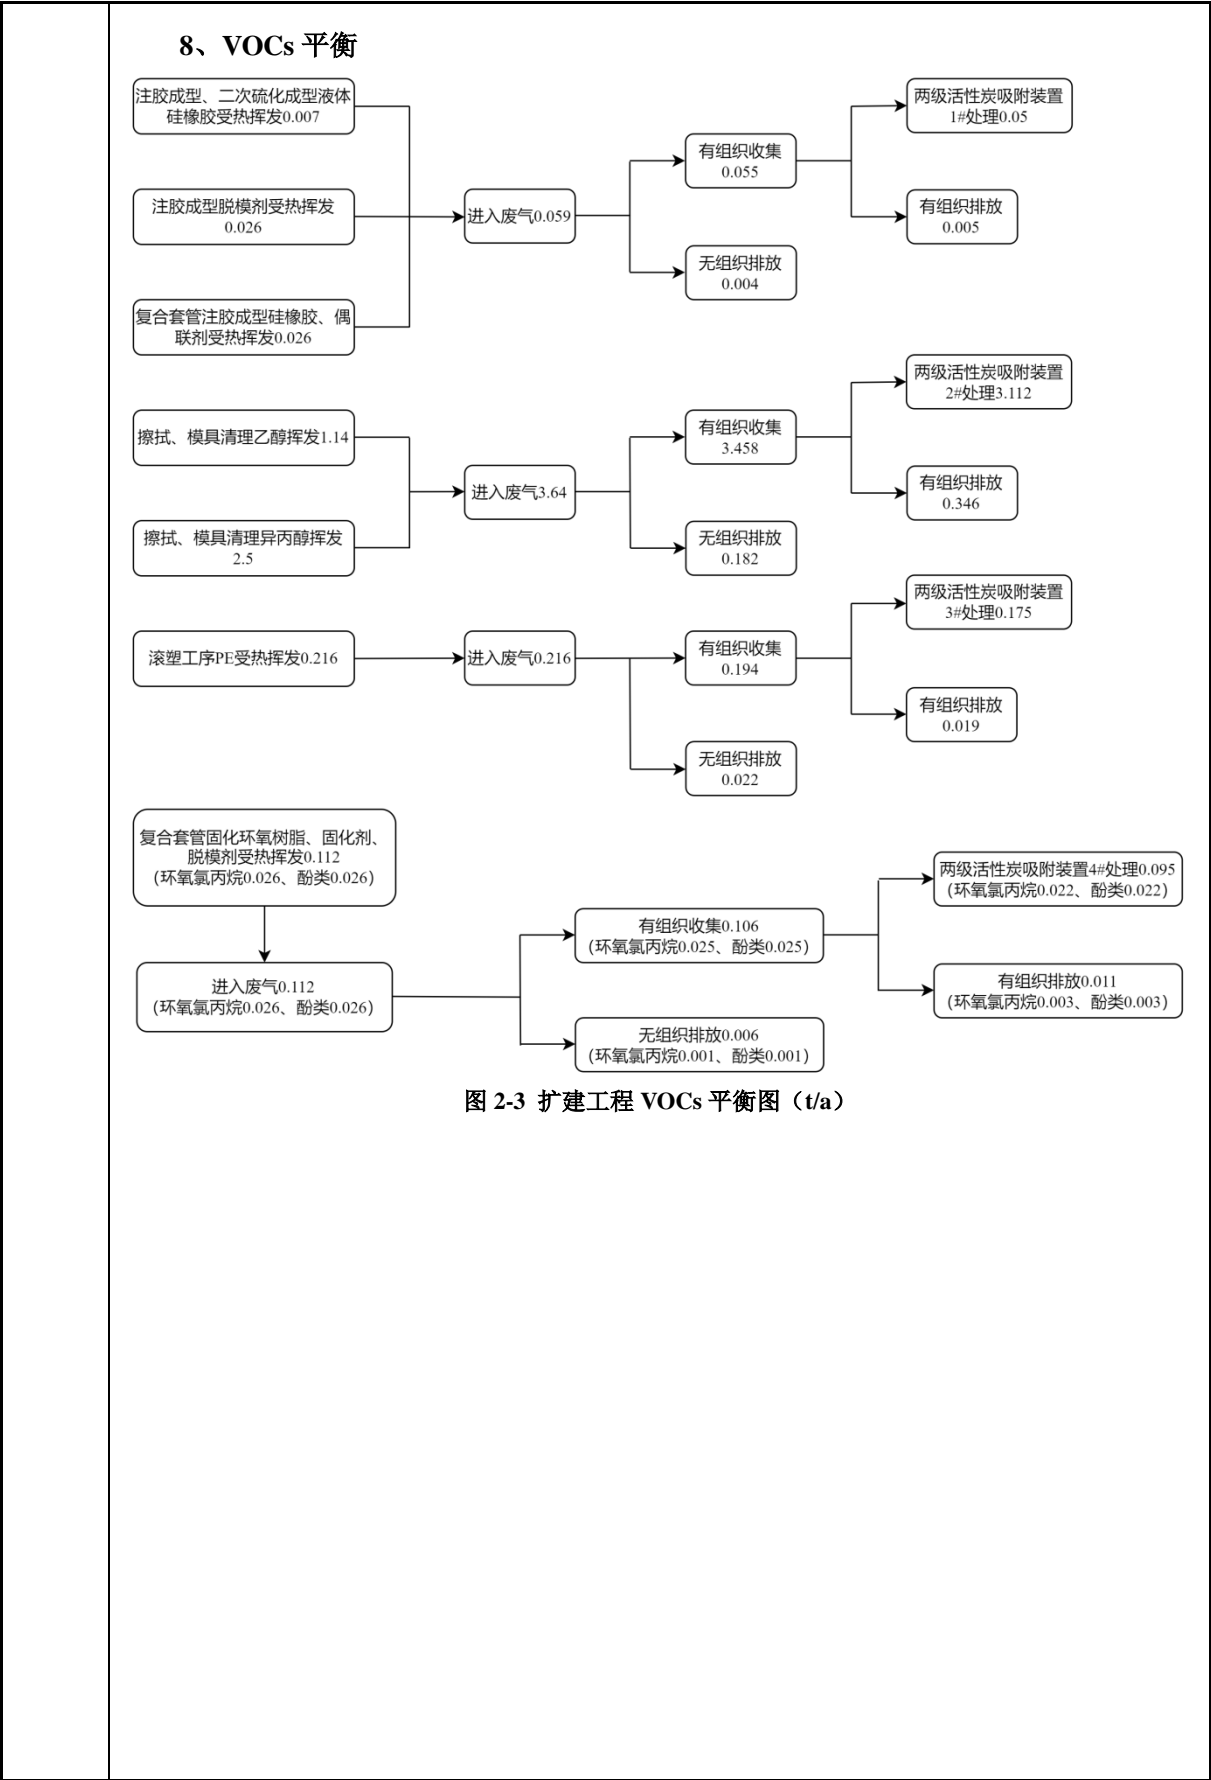 8、VOCs 平衡
注胶成型、二次硫化成型液体
硅橡胶受热挥发0.007
注胶成型脱模剂受热挥发
0.026
复合套管注胶成型硅橡胶、偶
联剂受热挥发0.026
进入废气0.059
有组织收集
0.055
无组织排放
0.004
两级活性炭吸附装置
1#处理0.05
有组织排放
0.005
擦拭、模具清理乙醇挥发1.14
擦拭、模具清理异丙醇挥发
2.5
进入废气3.64
有组织收集
3.458
无组织排放
0.182
两级活性炭吸附装置
2#处理3.112
有组织排放
0.346
滚塑工序PE受热挥发0.216
进入废气0.216
有组织收集
0.194
无组织排放
0.022
两级活性炭吸附装置
3#处理0.175
有组织排放
0.019
复合套管固化环氧树脂、固化剂、
脱模剂受热挥发0.112
（环氧氯丙烷0.026、酚类0.026）
进入废气0.112
（环氧氯丙烷0.026、酚类0.026）
有组织收集0.106
（环氧氯丙烷0.025、酚类0.025）
无组织排放0.006
（环氧氯丙烷0.001、酚类0.001）
两级活性炭吸附装置4#处理0.095
（环氧氯丙烷0.022、酚类0.022）
有组织排放0.011
（环氧氯丙烷0.003、酚类0.003）
图 2-3 扩建工程 VOCs 平衡图（t/a）